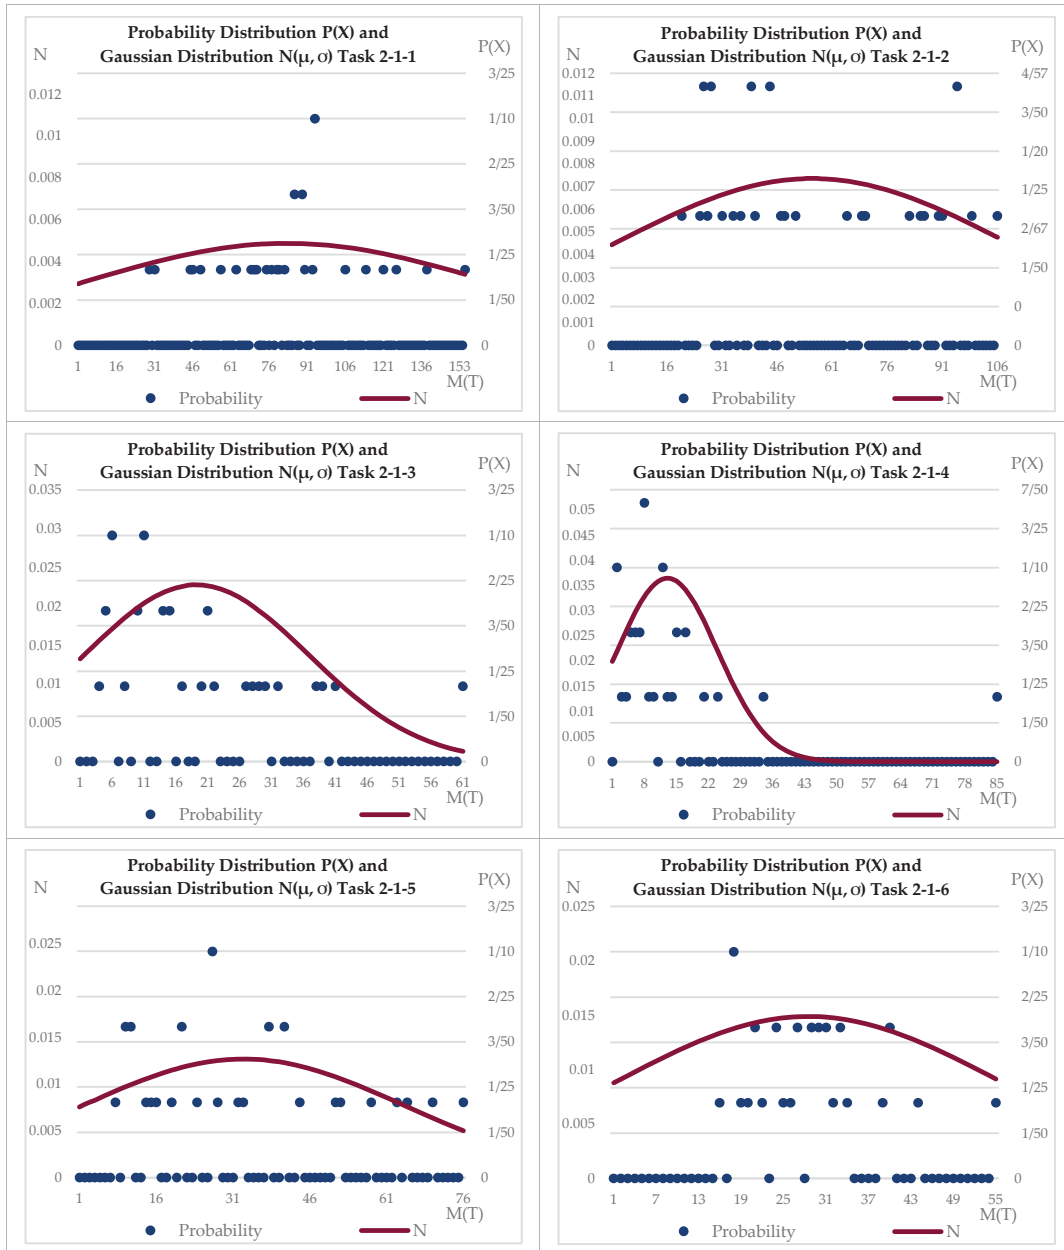 Probability Distribution P(X) and
Gaussian Distribution N(μ, σ) Task 2-1-1
N
P(X)
0.012
0.01
0.008
0.006
0.004
0.002
0
3/25
1/10
2/25
3/50
1/25
1/50
0
1 16 31 46 61 76 91 106 121 136 153
M(T)
Probability N
Probability Distribution P(X) and
Gaussian Distribution N(μ, σ) Task 2-1-2
N
P(X)
0.012
0.011
0.01
0.009
0.008
0.007
0.006
0.005
0.004
0.003
0.002
0.001
0
4/57
3/50
1/20
1/25
2/67
1/50
0
0
1 16 31 46 61 76 91 106
M(T)
Probability N
Probability Distribution P(X) and
Gaussian Distribution N(μ, σ) Task 2-1-3
N
P(X)
0.035
0.03
0.025
0.02
0.015
0.01
0.005
0
3/25
1/10
2/25
3/50
1/25
1/50
0
1 6 11 16 21 26 31 36 41 46 51 56 61
M(T)
Probability N
Probability Distribution P(X) and
Gaussian Distribution N(μ, σ) Task 2-1-4
N
P(X)
0.05
0.045
0.04
0.035
0.03
0.025
0.02
0.015
0.01
0.005
0
7/50
3/25
1/10
2/25
3/50
1/25
1/50
0
1 8 15 22 29 36 43 50 57 64 71 78 85
M(T)
Probability N
Probability Distribution P(X) and
Gaussian Distribution N(μ, σ) Task 2-1-5
N
P(X)
0.025
0.02
0.015
0.01
0.005
0
3/25
1/10
2/25
3/50
1/25
1/50
0
1 16 31 46 61 76
M(T)
Probability N
Probability Distribution P(X) and
Gaussian Distribution N(μ, σ) Task 2-1-6
N
P(X)
0.025
0.02
0.015
0.01
0.005
0
3/25
1/10
2/25
3/50
1/25
1/50
0
1 7 13 19 25 31 37 43 49 55
M(T)
Probability N